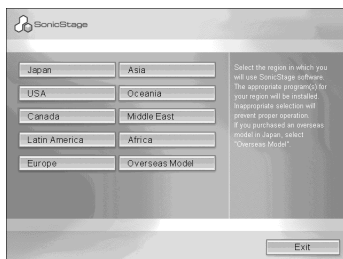 SonicStage
Japan
Asia
USA
Oceania
Canada
Middle East
Latin America
Africa
Europe
Overseas Model
Select the region in which you
will use SonicStage software.
The appropriate program(s) for
your region will be installed.
Inappropriate selection will
prevent proper operation.
If you purchased an overseas
model in Japan, select
"Overseas Model".
Exit